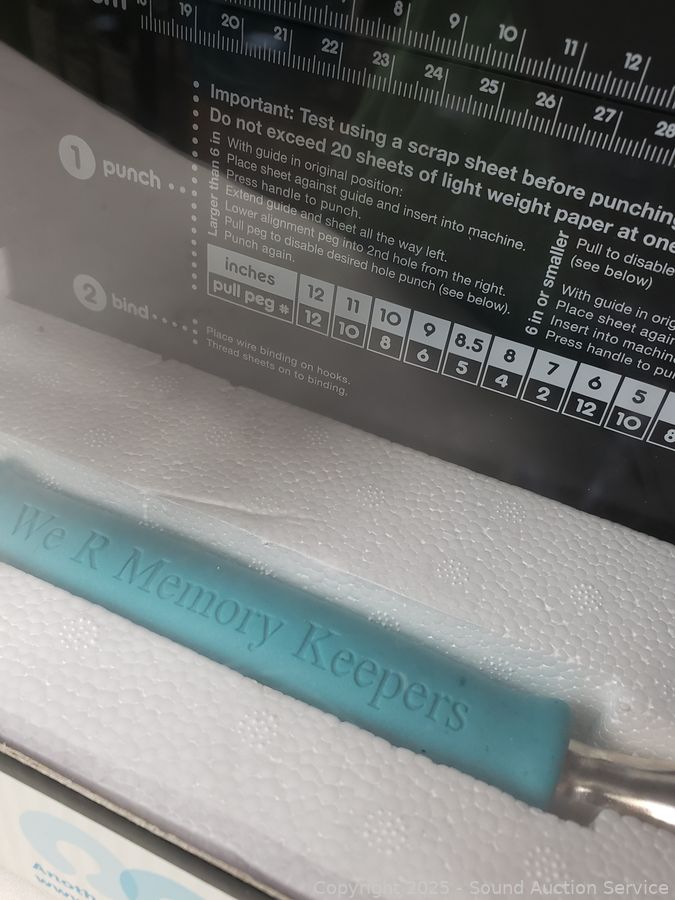 cm
8 9 10 11 12
19 20 21 22 23 24 25 26 27 28
Important: Test using a scrap sheet before punching
Do not exceed 20 sheets of light weight paper at one
1 punch
Larger than 6 in
With guide in original position:
Place sheet against guide and insert into machine.
Press handle to punch.
Extend guide and sheet all the way left.
Lower alignment peg into 2nd hole from the right.
Pull peg to disable desired hole punch (see below).
Punch again.
6 in or smaller
Pull to disable
(see below)
With guide in orig
Place sheet again
Insert into machin
Press handle to pu
inches 12 11 10 9 8.5 8 7 6 5
pull peg # 12 10 8 6 5 4 2 12 10 8
2 bind
Place wire binding on hooks.
Thread sheets on to binding.
We R Memory Keepers
Anoth
www
Copyright 2025 - Sound Auction Service